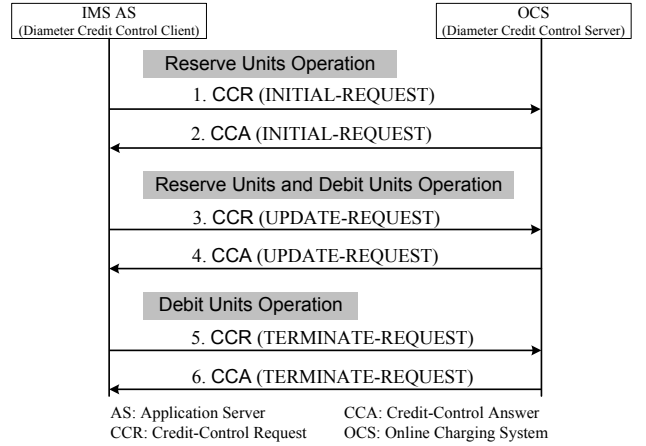 IMS AS
(Diameter Credit Control Client)
OCS
(Diameter Credit Control Server)
Reserve Units Operation
1. CCR (INITIAL-REQUEST)
2. CCA (INITIAL-REQUEST)
Reserve Units and Debit Units Operation
3. CCR (UPDATE-REQUEST)
4. CCA (UPDATE-REQUEST)
Debit Units Operation
5. CCR (TERMINATE-REQUEST)
6. CCA (TERMINATE-REQUEST)
AS: Application Server
CCA: Credit-Control Answer
CCR: Credit-Control Request
OCS: Online Charging System